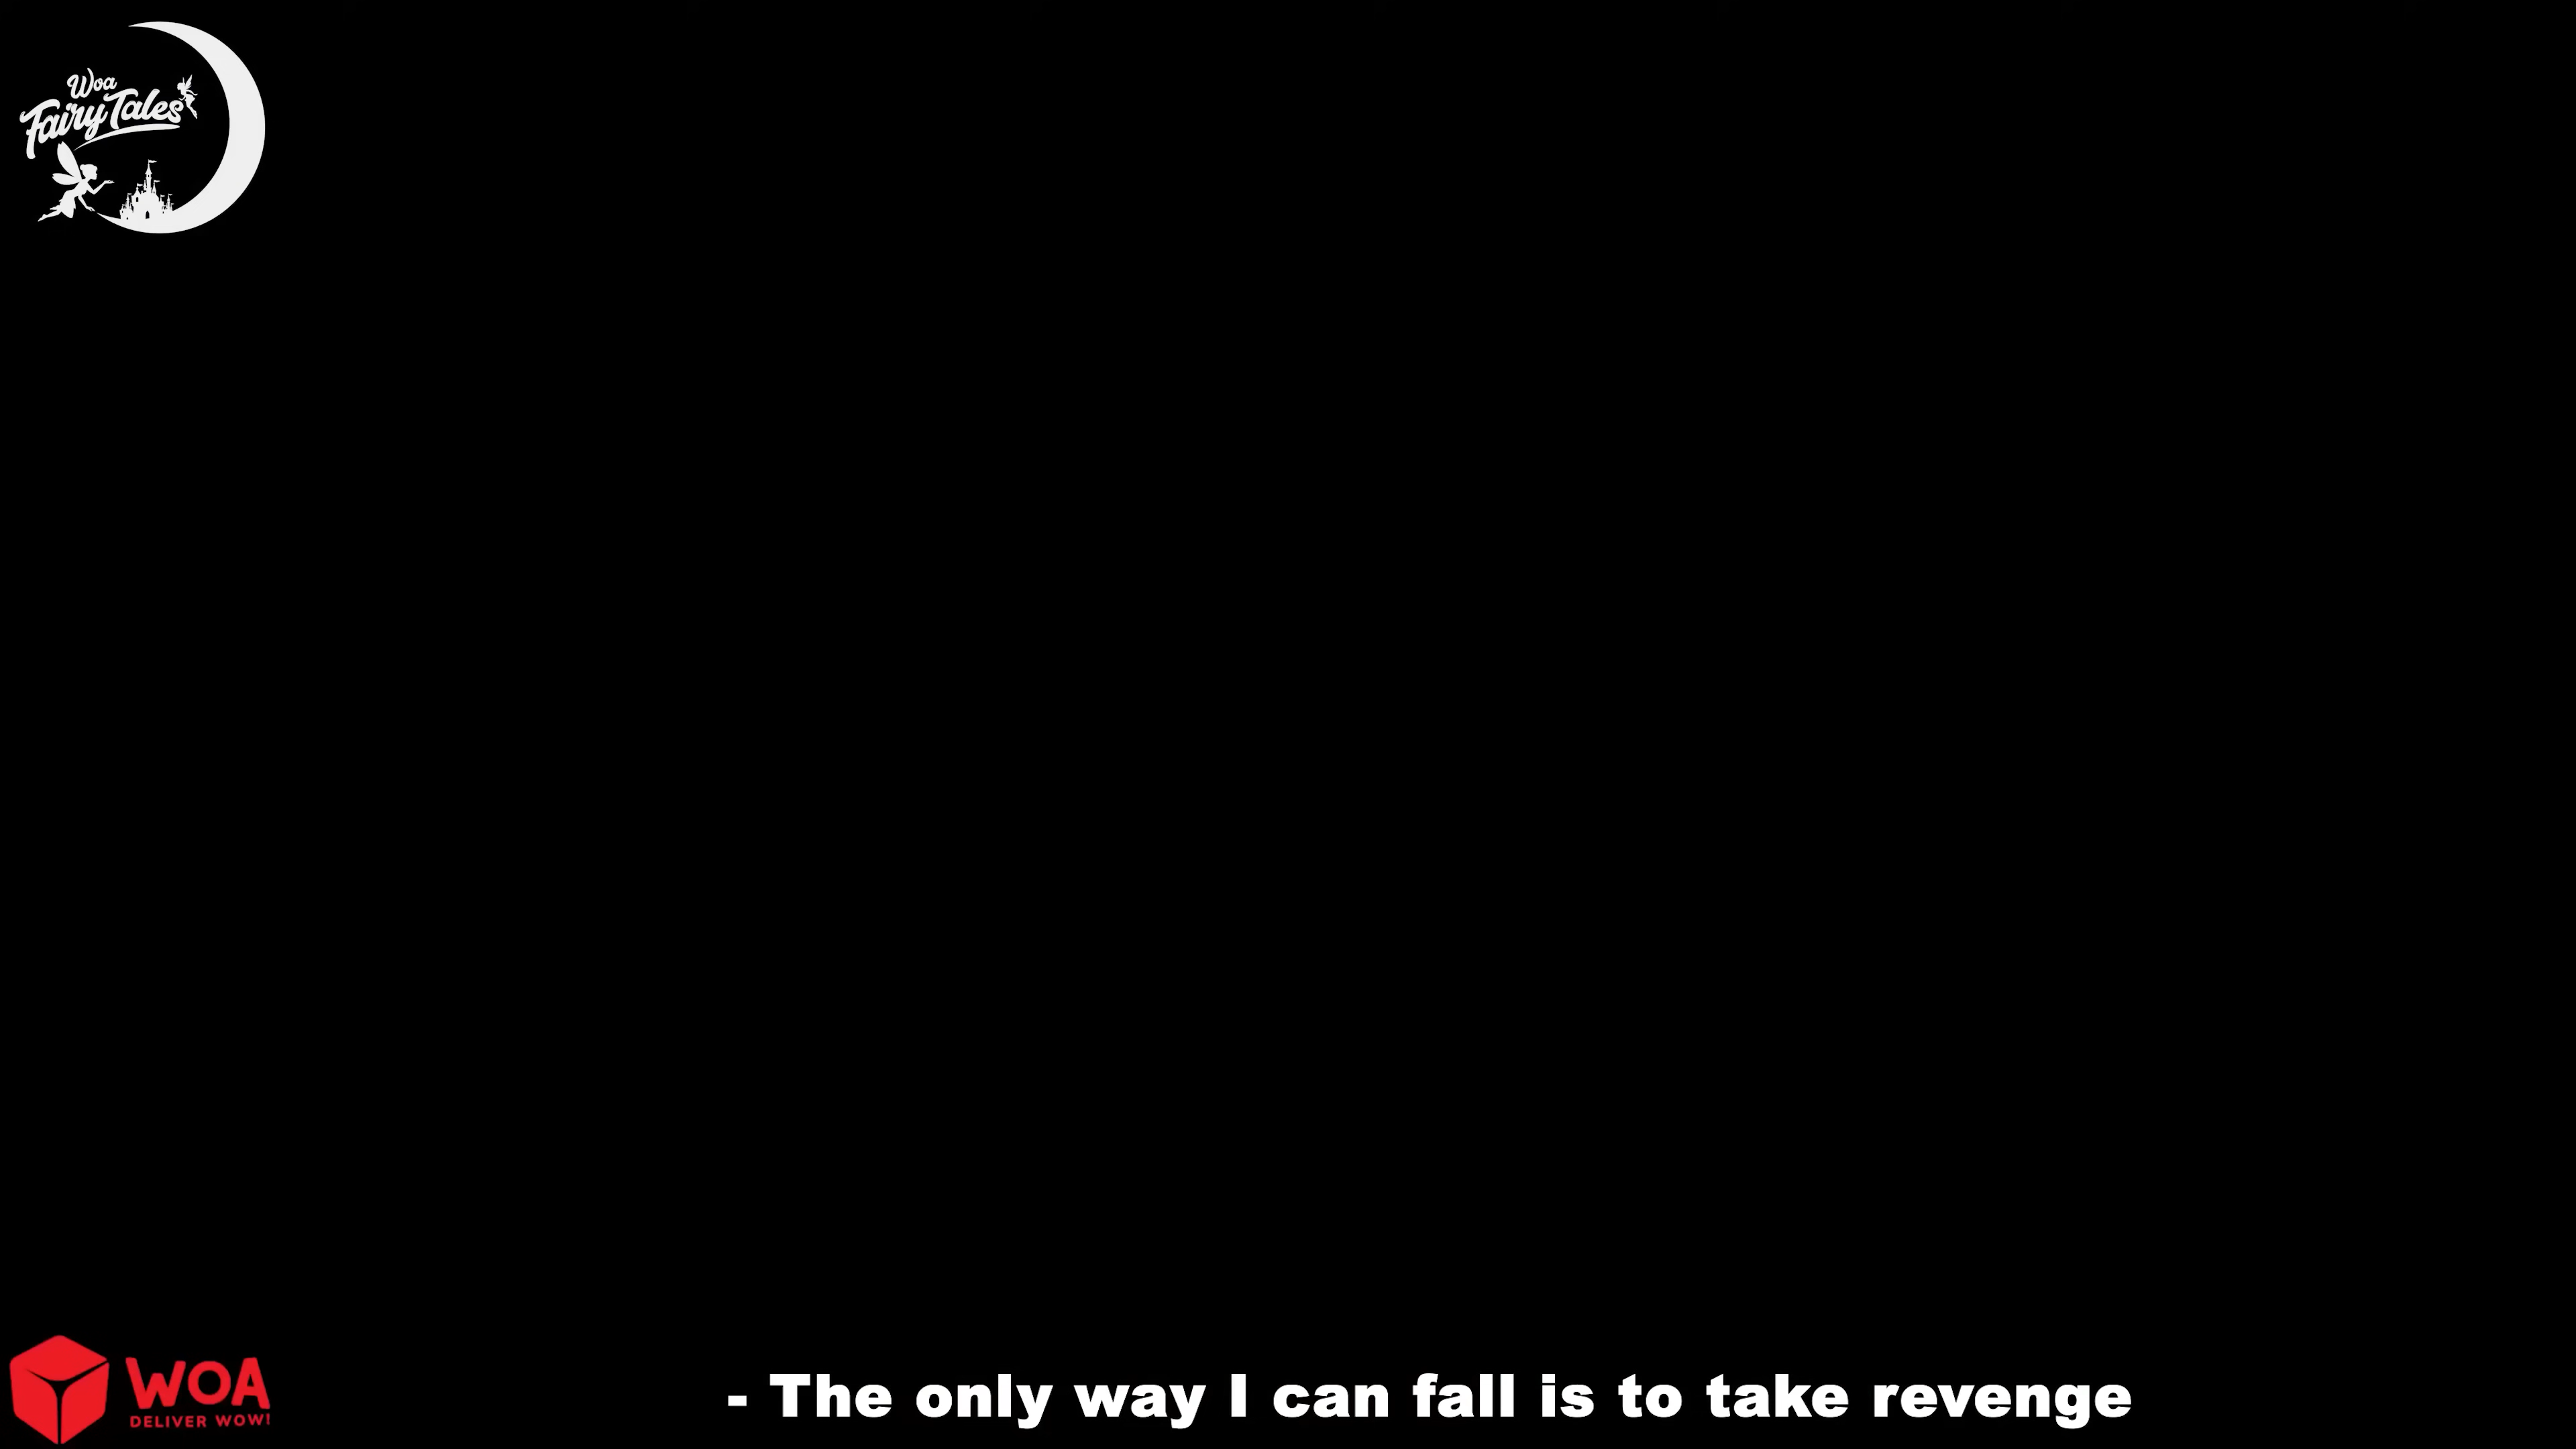 Woa
Fairy Tales
WOA
DELIVER WOW!
- The only way I can fall is to take revenge